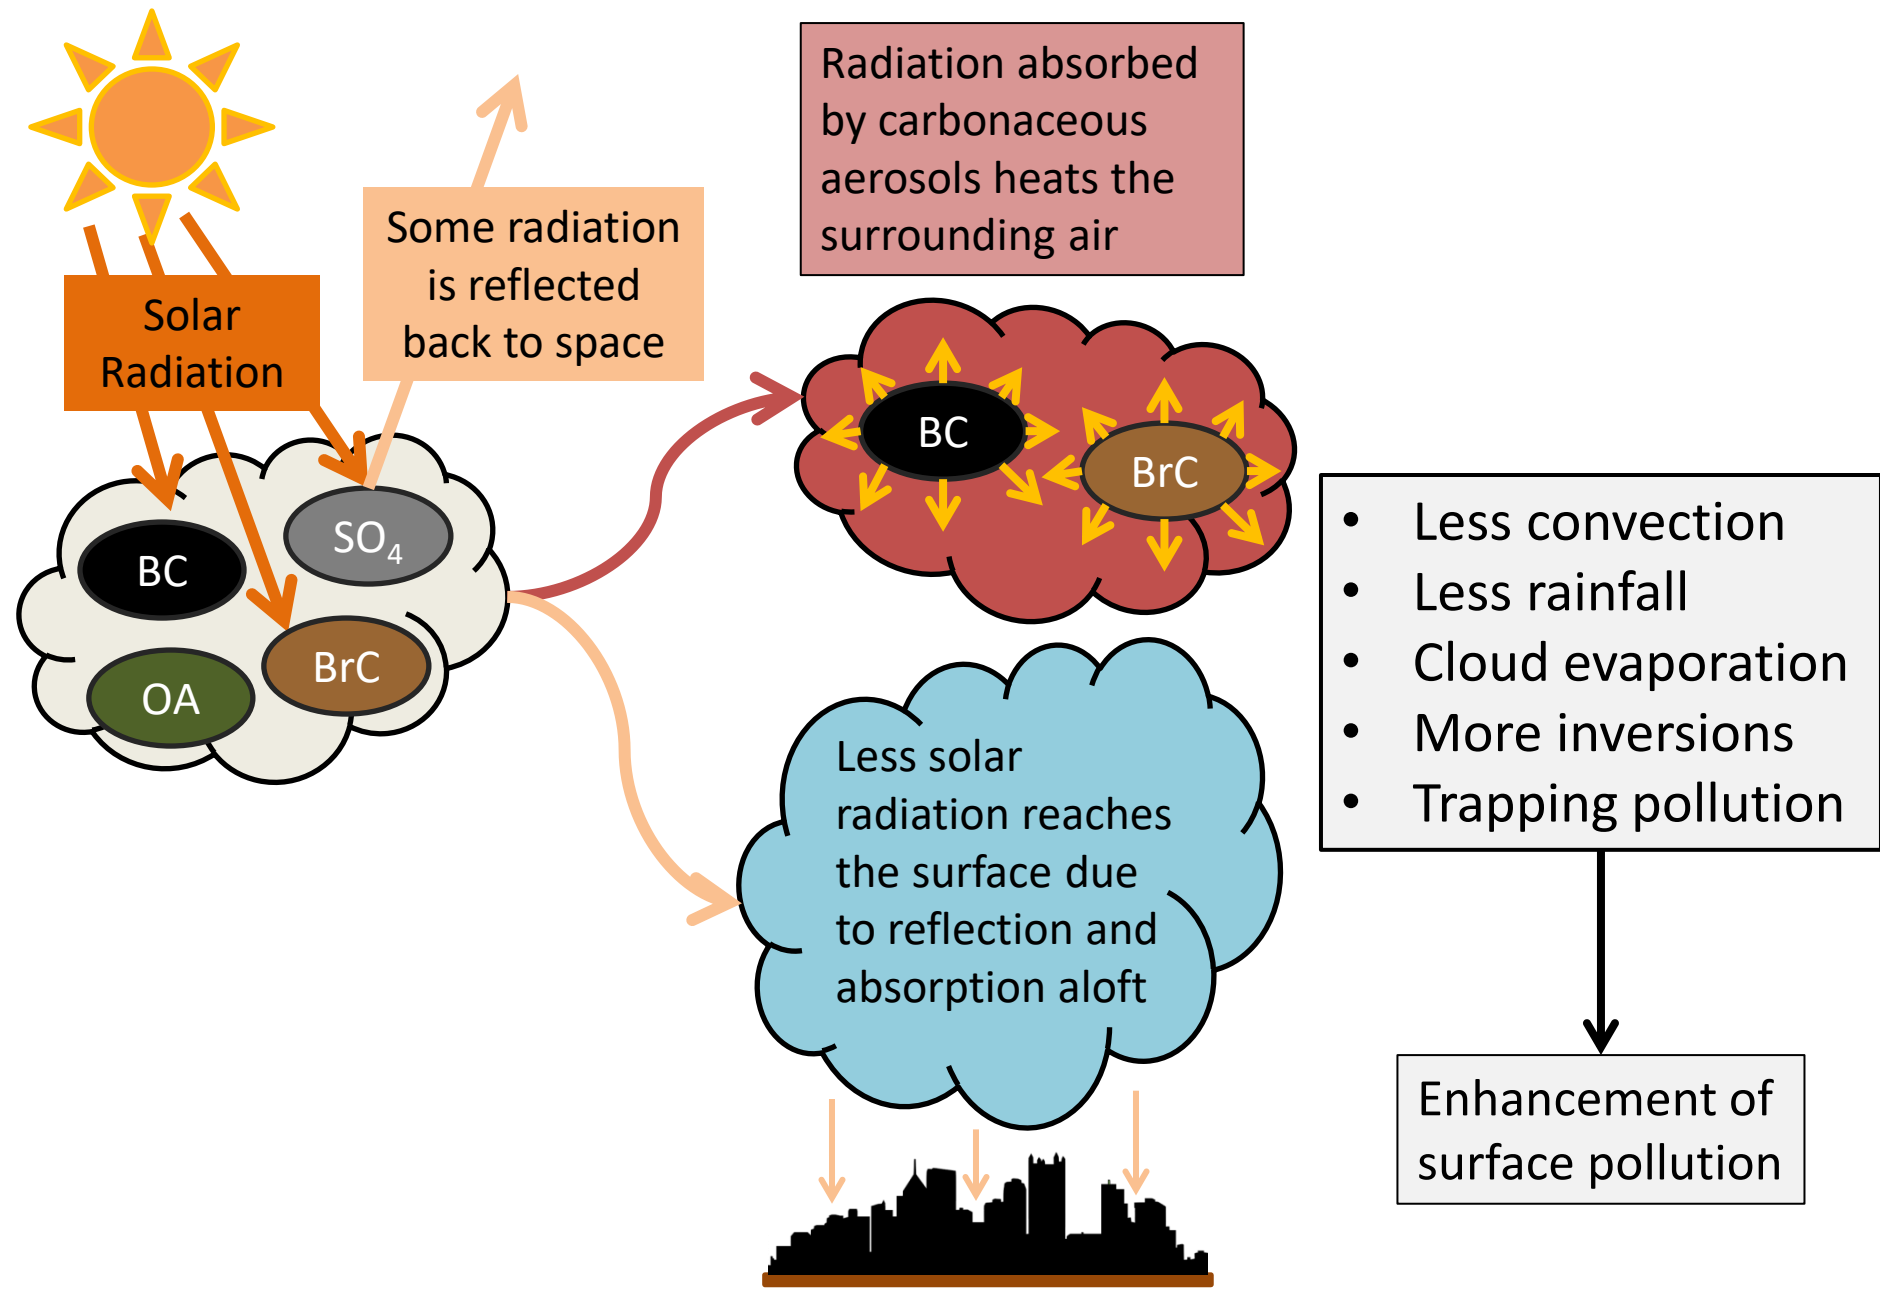 Solar
Radiation
Some radiation
is reflected
back to space
Radiation absorbed
by carbonaceous
aerosols heats the
surrounding air
BC
SO₄
BrC
OA
BC
BrC
Less solar
radiation reaches
the surface due
to reflection and
absorption aloft
• Less convection
• Less rainfall
• Cloud evaporation
• More inversions
• Trapping pollution
Enhancement of
surface pollution